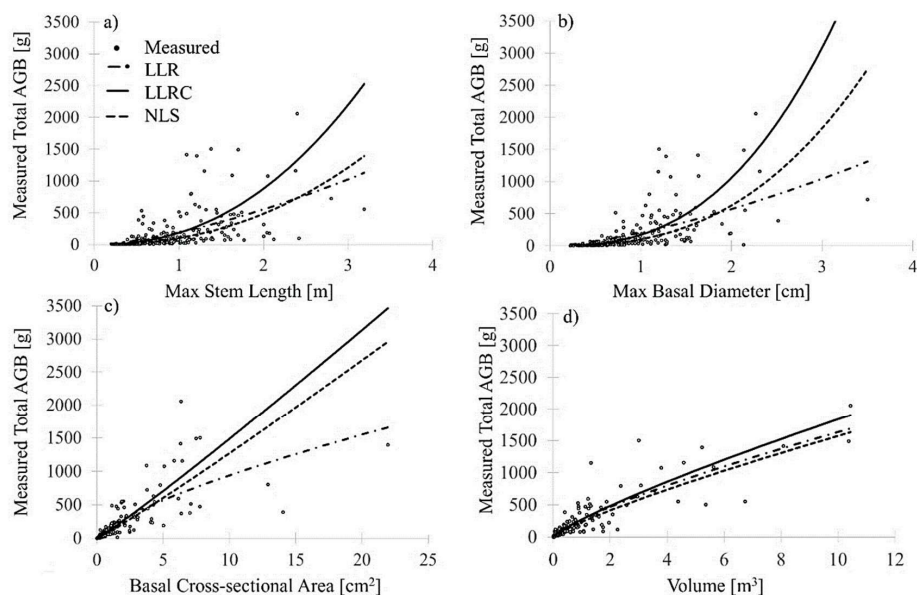 a)
Measured Total AGB [g]
3500
3000
2500
2000
1500
1000
500
0
Measured
LLR
LLRC
NLS
0 1 2 3 4
Max Stem Length [m]
b)
Measured Total AGB [g]
3500
3000
2500
2000
1500
1000
500
0
0 1 2 3 4
Max Basal Diameter [cm]
c)
Measured Total AGB [g]
3500
3000
2500
2000
1500
1000
500
0
0 5 10 15 20 25
Basal Cross-sectional Area [cm²]
d)
Measured Total AGB [g]
3500
3000
2500
2000
1500
1000
500
0
0 2 4 6 8 10 12
Volume [m³]